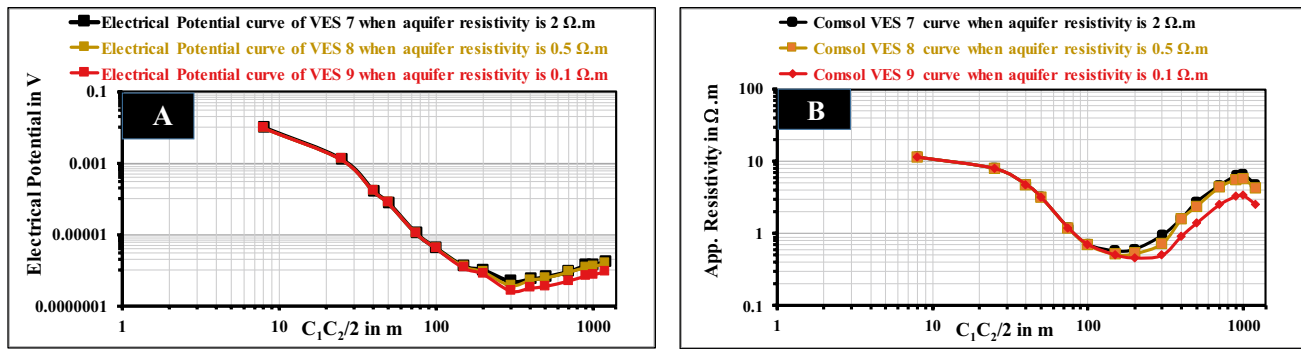 Electrical Potential curve of VES 7 when aquifer resistivity is 2 Ω.m
Electrical Potential curve of VES 8 when aquifer resistivity is 0.5 Ω.m
Electrical Potential curve of VES 9 when aquifer resistivity is 0.1 Ω.m
A
Electrical Potential in V
0.1
0.001
0.00001
0.0000001
1
10
100
1000
C₁C₂/2 in m
Comsol VES 7 curve when aquifer resistivity is 2 Ω.m
Comsol VES 8 curve when aquifer resistivity is 0.5 Ω.m
Comsol VES 9 curve when aquifer resistivity is 0.1 Ω.m
B
App. Resistivity in Ω.m
100
10
1
0.1
1
10
100
1000
C₁C₂/2 in m